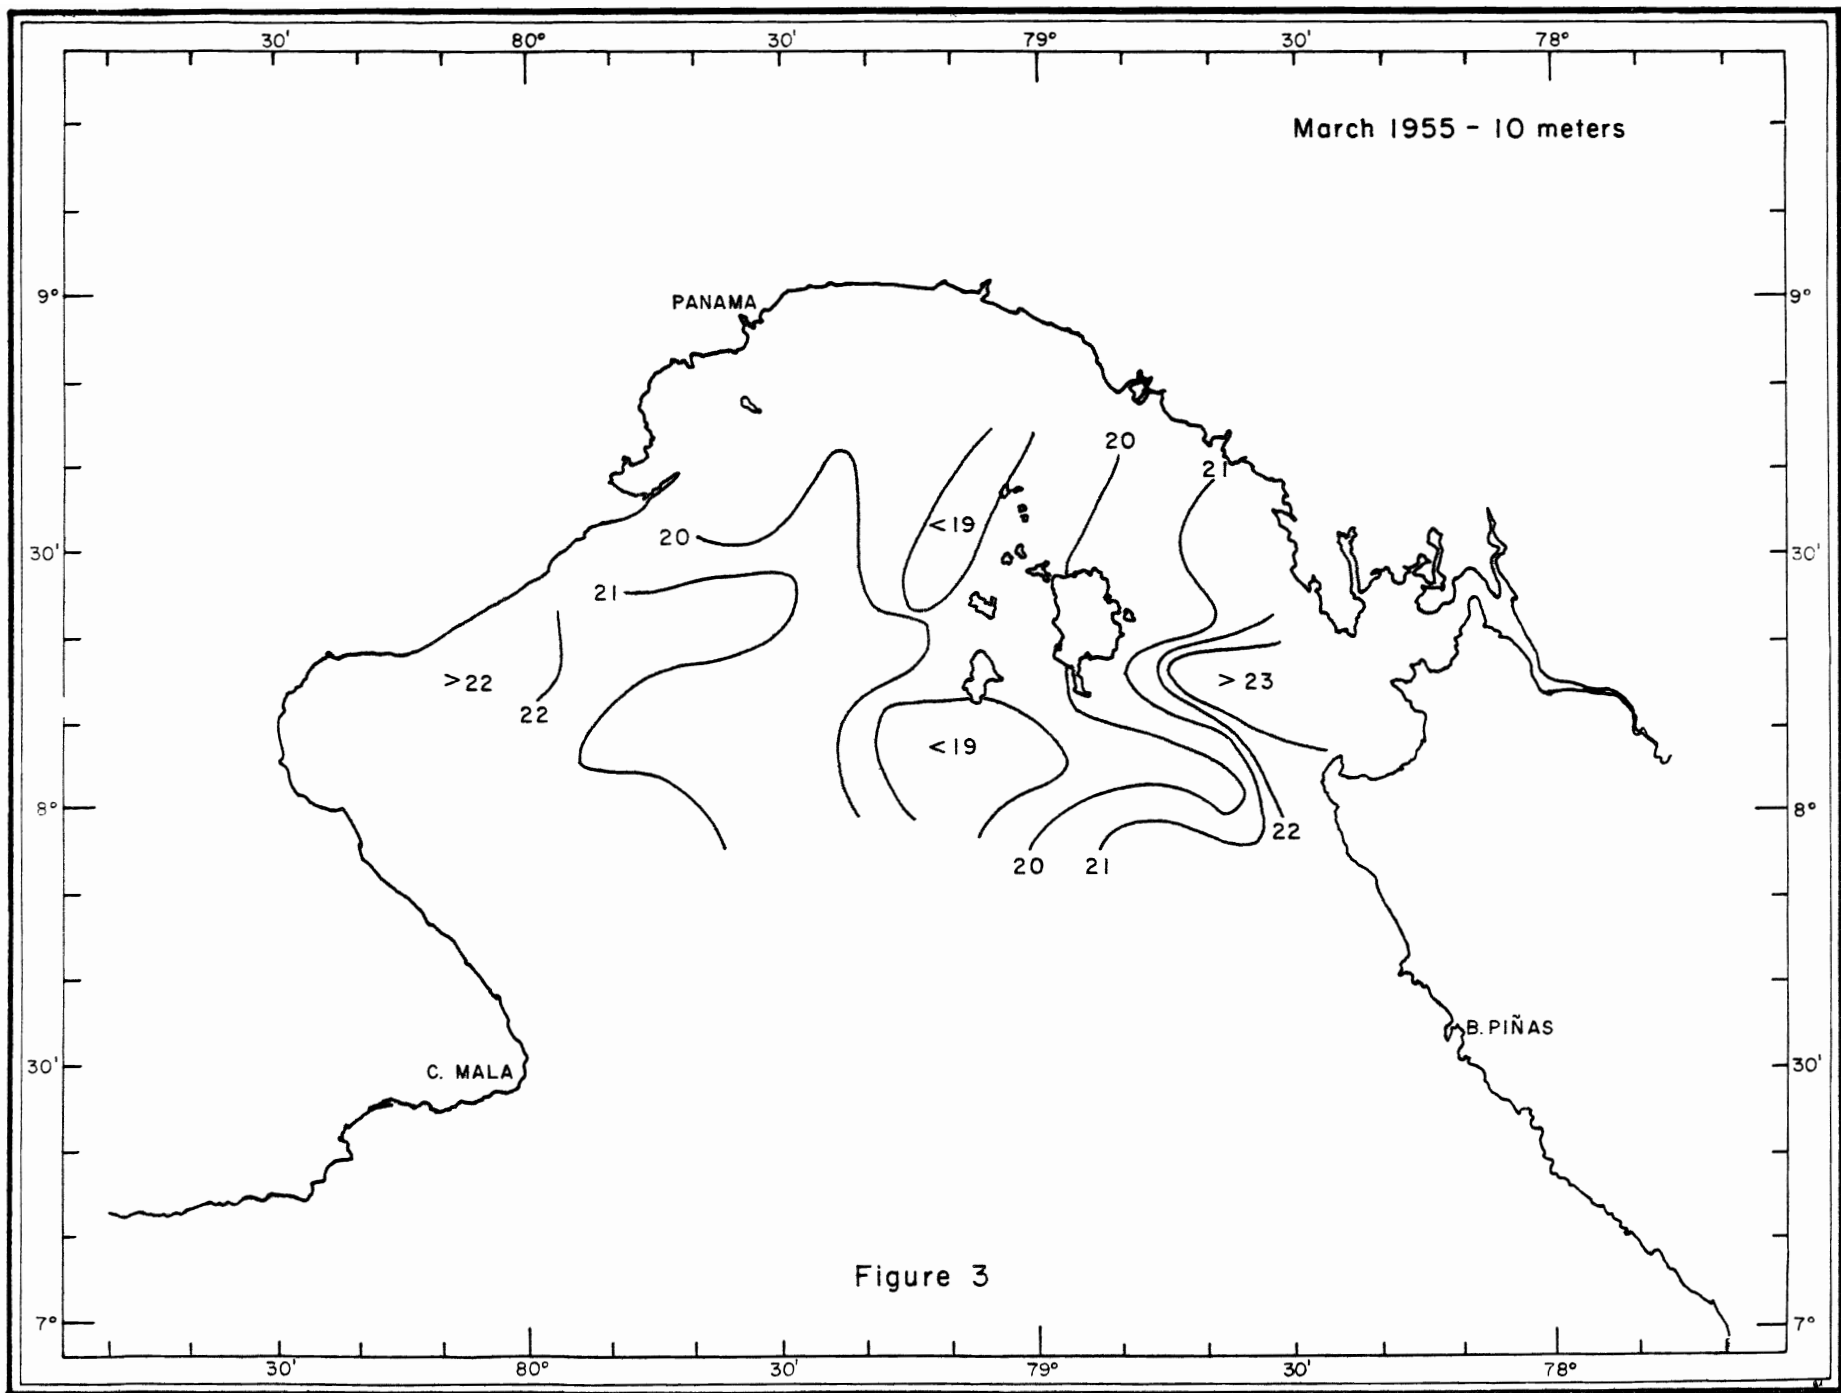 30' 80° 30' 79° 30' 78°
March 1955 - 10 meters
9° PANAMA 9°
20
21
<19
20
30' 30'
21
>22 > 23
22
<19
8° 8°
22
20 21
B. PIÑAS
30' C. MALA 30'
Figure 3
7° 7°
30' 80° 30' 79° 30' 78°